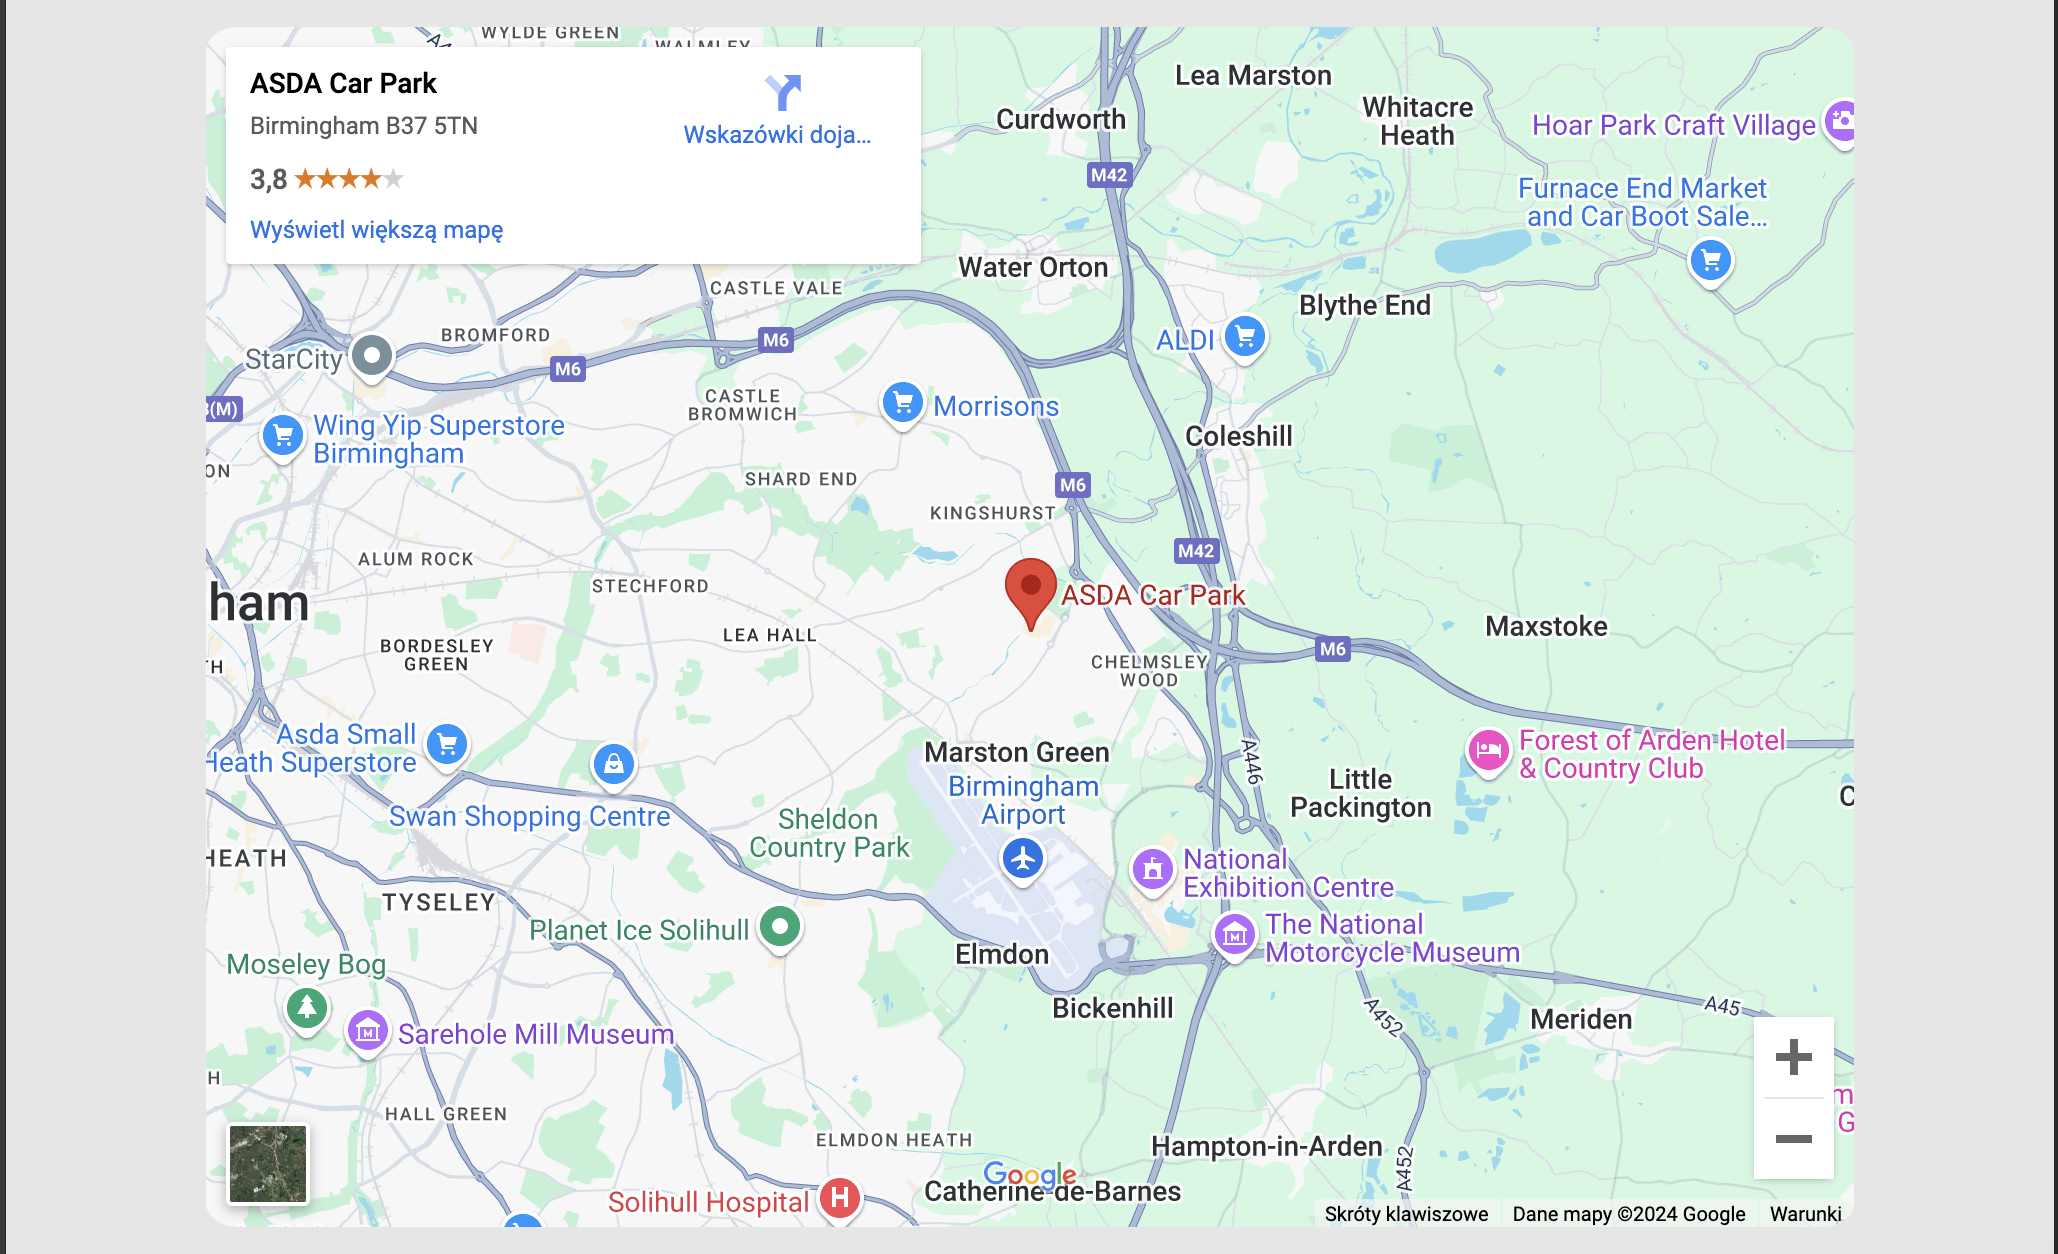 WYLDE GREEN
WALMLEY
ASDA Car Park
Birmingham B37 5TN
Wskazówki doja...
3,8
Wyświetl większą mapę
Lea Marston
Curdworth
Whitacre
Heath
Hoar Park Craft Village
M42
Furnace End Market
and Car Boot Sale...
Water Orton
CASTLE VALE
Blythe End
BROMFORD
M6
ALDI
StarCity
M6
CASTLE
BROMWICH
Morrisons
(M)
Wing Yip Superstore
Birmingham
Coleshill
ON
SHARD END
M6
KINGSHURST
M42
ALUM ROCK
STECHFORD
ASDA Car Park
ham
LEA HALL
Maxstoke
BORDESLEY
GREEN
M6
TH
CHELMSLEY
WOOD
Asda Small
Heath Superstore
Marston Green
Forest of Arden Hotel
& Country Club
A446
Birmingham
Airport
Little
Packington
C
Swan Shopping Centre
Sheldon
Country Park
HEATH
National
Exhibition Centre
TYSELEY
Planet Ice Solihull
The National
Motorcycle Museum
Elmdon
Moseley Bog
Bickenhill
A452
A45
Meriden
Sarehole Mill Museum
H
HALL GREEN
m
G
ELMDON HEATH
Hampton-in-Arden
A452
Google
Catherine-de-Barnes
Solihull Hospital
H
Skróty klawiszowe
Dane mapy ©2024 Google
Warunki